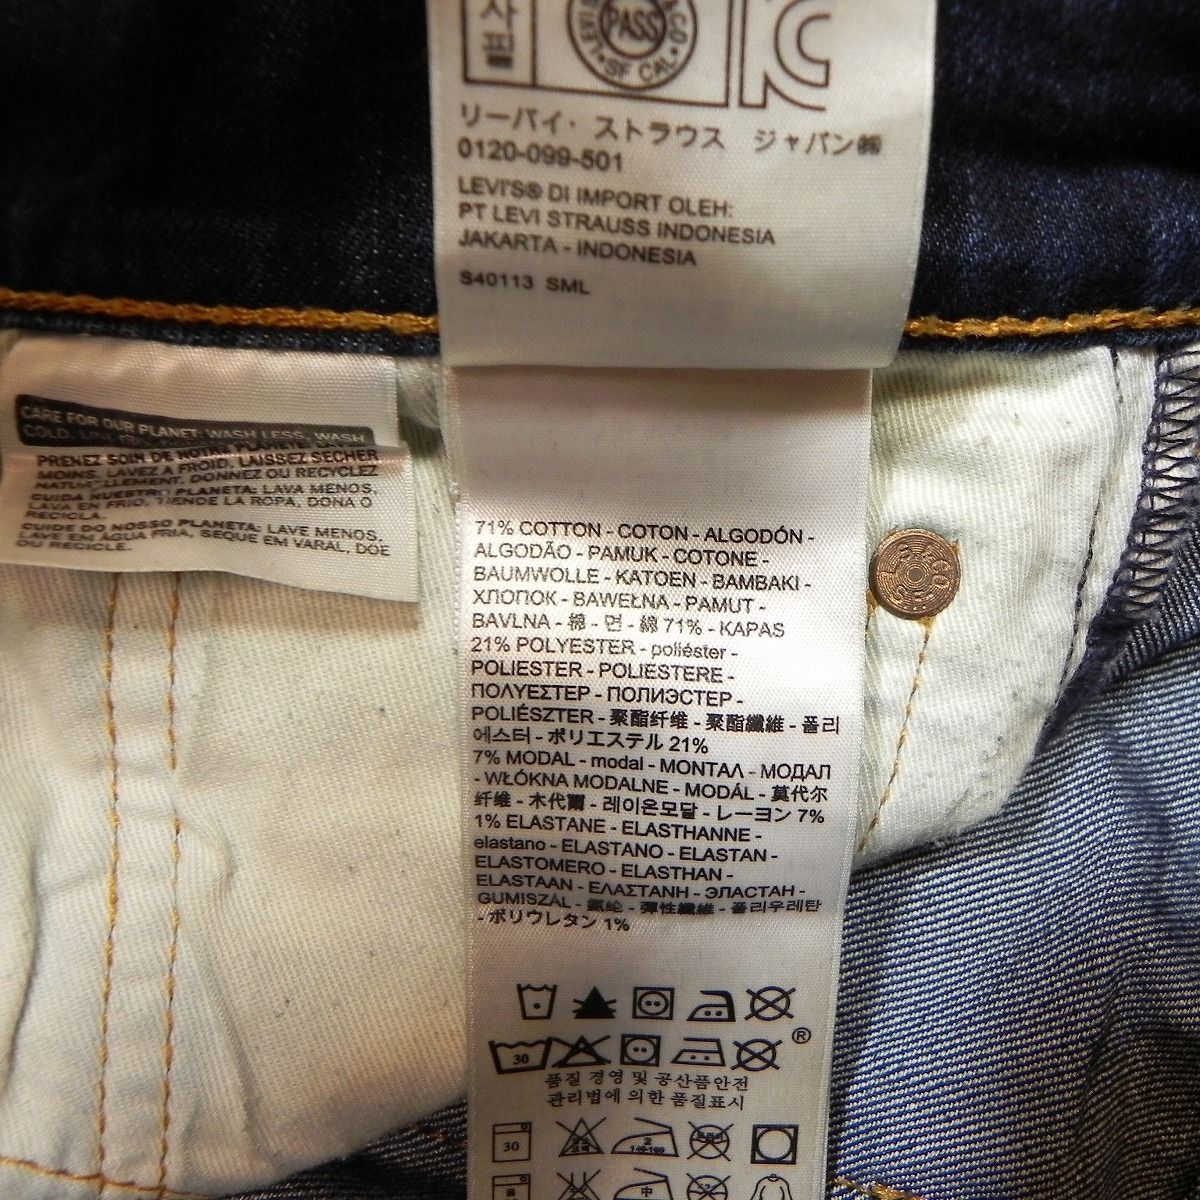 사
필
PASS
SF CAL
リーバイ・ストラウス ジャパン㈱
0120-099-501
LEVI'S® DI IMPORT OLEH:
PT LEVI STRAUSS INDONESIA
JAKARTA - INDONESIA
S40113 SML
CARE FOR OUR PLANET: WASH LESS, WASH
COLD,
PRENEZ SOIN DE NOTRE PLANÈTE: LAVEZ
MOINS, LAVEZ À FROID, LAISSEZ SÉCHER
NATURELLEMENT, DONNEZ OU RECYCLEZ
CUIDA NUESTRO PLANETA: LAVA MENOS,
LAVA EN FRÍO, TIENDE LA ROPA, DONA O
RECICLA.
CUIDE DO NOSSO PLANETA: LAVE MENOS,
LAVE EM ÁGUA FRIA, SEQUE EM VARAL, DOE
OU RECICLE.
71% COTTON - COTON - ALGODÓN -
ALGODÃO - PAMUK - COTONE -
BAUMWOLLE - KATOEN - BAMBAKI -
ХЛОПОК - BAWEŁNA - PAMUT -
BAVLNA - 棉 - 면 - 綿 71% - KAPAS
21% POLYESTER - poliéster -
POLIESTER - POLIESTERE -
ΠΟΛΥΕΣΤΕΡ - ПОЛИЭСТЕР -
POLIÉSZTER - 聚酯纤维 - 聚酯纖維 - 폴리
에스터 - ポリエステル 21%
7% MODAL - modal - ΜΟΝΤΑΛ - МОДАЛ
- WŁÓKNA MODALNE - MODÁL - 莫代尔
纤维 - 木代爾 - 레이온모달 - レーヨン 7%
1% ELASTANE - ELASTHANNE -
elastano - ELASTANO - ELASTAN -
ELASTOMERO - ELASTHAN -
ELASTAAN - ΕΛΑΣΤΑΝΗ - ЭЛАСТАН -
GUMISZÁL - 氨纶 - 彈性纖維 - 폴리우레탄
- ポリウレタン 1%
30
®
품질 경영 및 공산품안전
관리법에 의한 품질표시
30
2
140-160
中